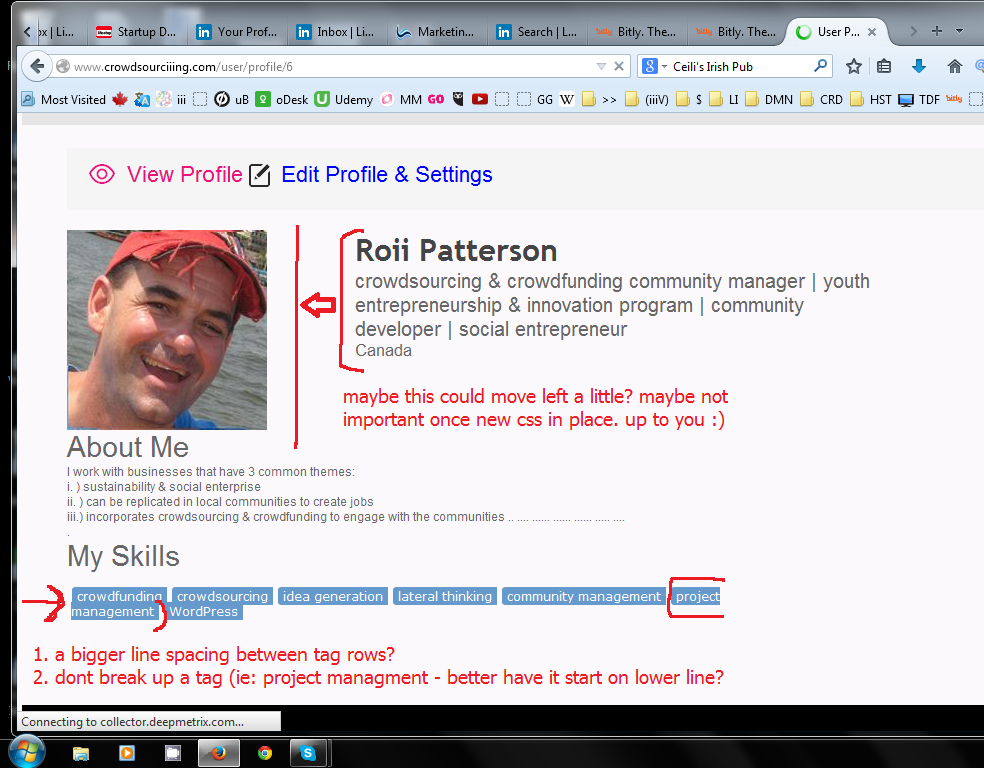 ox | Li...
Startup D...
Your Prof...
Inbox | Li...
Marketin...
Search | L...
bitly Bitly. The...
bitly Bitly. The...
User P...
www.crowdsourciiing.com/user/profile/6
Ceili's Irish Pub
Most Visited iii uB oDesk Udemy MM GO GG W >> (iiiV) $ LI DMN CRD HST TDF bitly
View Profile Edit Profile & Settings
Roii Patterson
crowdsourcing & crowdfunding community manager | youth
entrepreneurship & innovation program | community
developer | social entrepreneur
Canada
maybe this could move left a little? maybe not
important once new css in place. up to you :)
About Me
I work with businesses that have 3 common themes:
i. ) sustainability & social enterprise
ii. ) can be replicated in local communities to create jobs
iii.) incorporates crowdsourcing & crowdfunding to engage with the communities .. .... ...... ...... ...... ..... ....
.
My Skills
crowdfunding crowdsourcing idea generation lateral thinking community management project
management WordPress
1. a bigger line spacing between tag rows?
2. dont break up a tag (ie: project managment - better have it start on lower line?
Connecting to collector.deepmetrix.com...